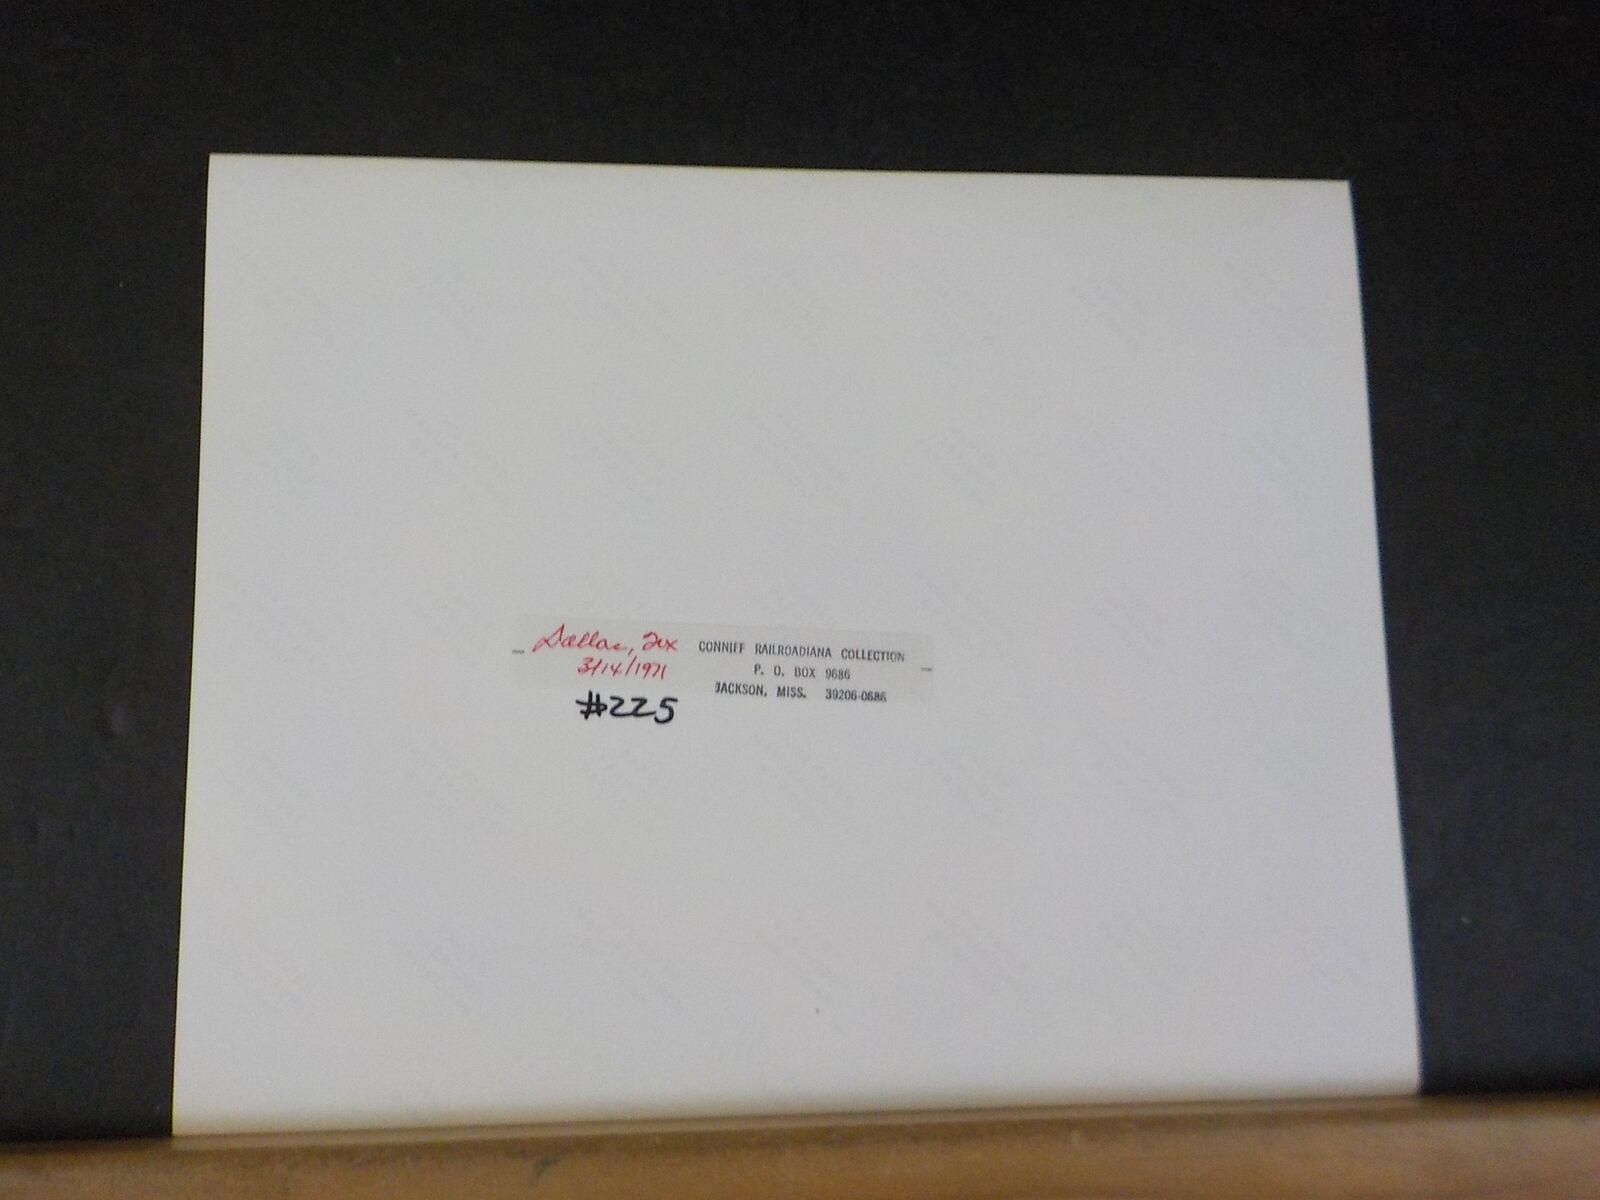 Dallas, Tex
3/14/1971
#225
CONNIFF RAILROADIANA COLLECTION
P. O. BOX 9686
JACKSON, MISS. 39206-0686